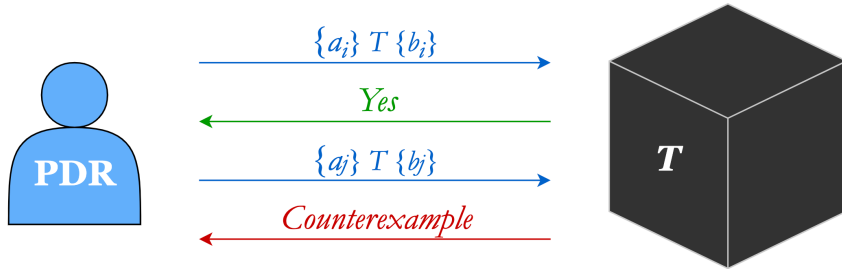 {aᵢ} T {bᵢ}
Yes
PDR
{aⱼ} T {bⱼ}
T
Counterexample